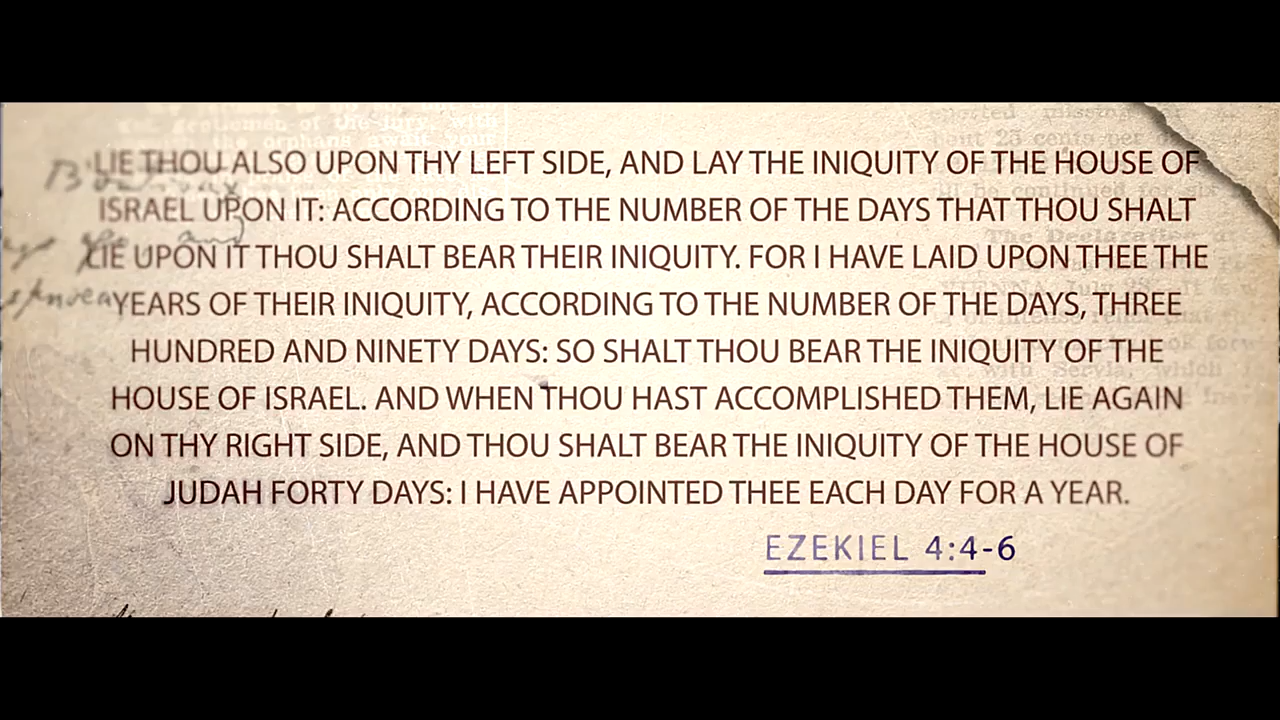 LIE THOU ALSO UPON THY LEFT SIDE, AND LAY THE INIQUITY OF THE HOUSE OF
ISRAEL UPON IT: ACCORDING TO THE NUMBER OF THE DAYS THAT THOU SHALT
LIE UPON IT THOU SHALT BEAR THEIR INIQUITY. FOR I HAVE LAID UPON THEE THE
YEARS OF THEIR INIQUITY, ACCORDING TO THE NUMBER OF THE DAYS, THREE
HUNDRED AND NINETY DAYS: SO SHALT THOU BEAR THE INIQUITY OF THE
HOUSE OF ISRAEL. AND WHEN THOU HAST ACCOMPLISHED THEM, LIE AGAIN
ON THY RIGHT SIDE, AND THOU SHALT BEAR THE INIQUITY OF THE HOUSE OF
JUDAH FORTY DAYS: I HAVE APPOINTED THEE EACH DAY FOR A YEAR.
EZEKIEL 4:4-6